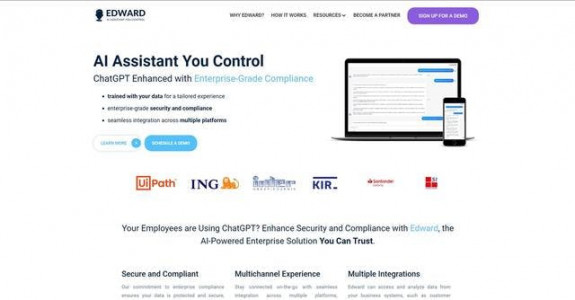 EDWARD
AI ASSISTANT YOU CONTROL
WHY EDWARD? HOW IT WORKS. RESOURCES BECOME A PARTNER SIGN UP FOR A DEMO
AI Assistant You Control
ChatGPT Enhanced with Enterprise-Grade Compliance
trained with your data for a tailored experience
enterprise-grade security and compliance
seamless integration across multiple platforms
LEARN MORE SCHEDULE A DEMO
UiPath ING KIR Santander
Your Employees are Using ChatGPT? Enhance Security and Compliance with Edward, the
AI-Powered Enterprise Solution You Can Trust.
Secure and Compliant Multichannel Experience Multiple Integrations
Our commitment to enterprise compliance Stay connected on-the-go with seamless Edward can access and analyze data from
ensures your data is protected and secure, integration across multiple platforms, your business systems, such as customer